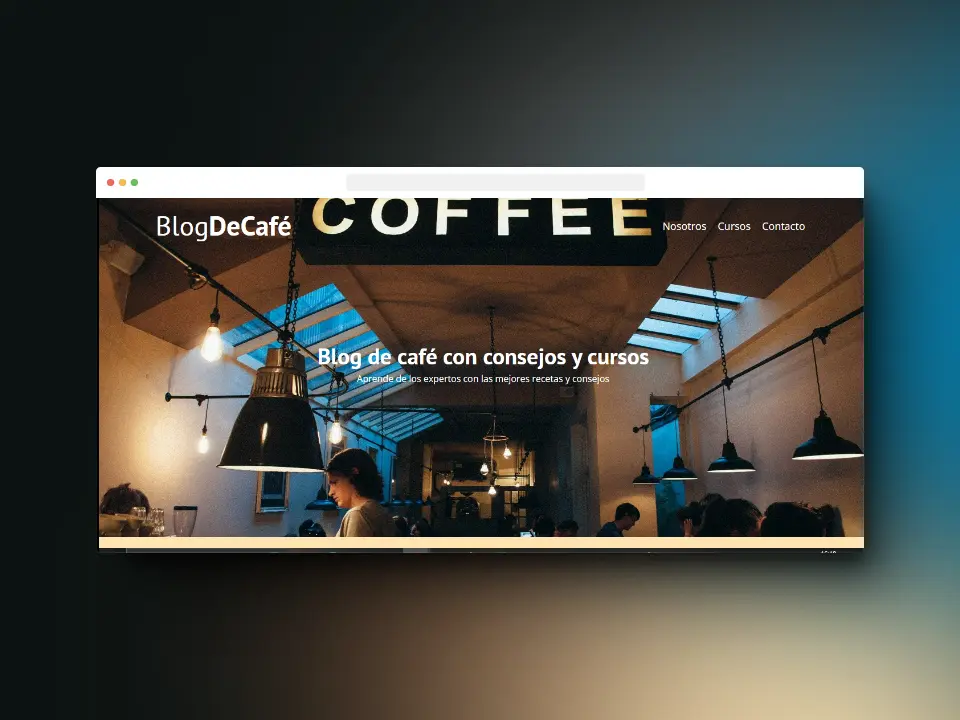 BlogDeCafé
COFFEE
Nosotros Cursos Contacto
Blog de café con consejos y cursos
Aprende de los expertos con las mejores recetas y consejos